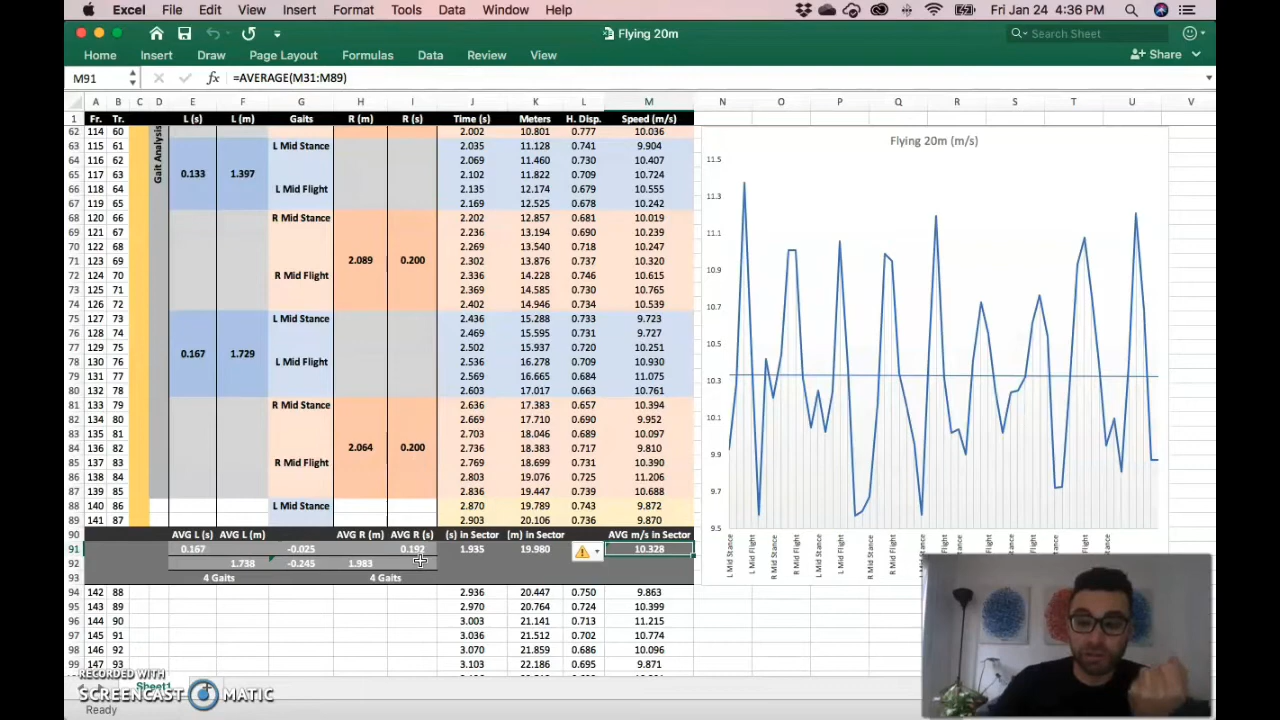 Excel File Edit View Insert Format Tools Data Window Help Fri Jan 24 4:36 PM
Flying 20m
Search Sheet
Home Insert Draw Page Layout Formulas Data Review View Share
M91 fx =AVERAGE(M31:M89)
A B C D E F G H I J K L M N O P Q R S T U V
1 Fr. Tr. L (s) L (m) Gaits R (m) R (s) Time (s) Meters H. Disp. Speed (m/s)
62 114 60 2.002 10.801 0.777 10.036
63 115 61 L Mid Stance 2.035 11.128 0.741 9.904
64 116 62 2.069 11.460 0.730 10.407
65 117 63 0.133 1.397 2.102 11.822 0.709 10.724
66 118 64 L Mid Flight 2.135 12.174 0.679 10.555
67 119 65 2.169 12.525 0.678 10.242
68 120 66 R Mid Stance 2.202 12.857 0.681 10.019
69 121 67 2.236 13.194 0.690 10.239
70 122 68 2.269 13.540 0.718 10.247
71 123 69 2.089 0.200 2.302 13.876 0.737 10.320
72 124 70 R Mid Flight 2.336 14.228 0.746 10.615
73 125 71 2.369 14.585 0.730 10.765
74 126 72 2.402 14.946 0.734 10.539
75 127 73 L Mid Stance 2.436 15.288 0.733 9.723
76 128 74 2.469 15.595 0.731 9.727
77 129 75 0.167 1.729 2.502 15.937 0.720 10.251
78 130 76 L Mid Flight 2.536 16.278 0.709 10.930
79 131 77 2.569 16.665 0.684 11.075
80 132 78 2.603 17.017 0.663 10.761
81 133 79 R Mid Stance 2.636 17.383 0.657 10.394
82 134 80 2.669 17.710 0.690 9.952
83 135 81 2.703 18.046 0.689 10.097
84 136 82 2.064 0.200 2.736 18.383 0.717 9.810
85 137 83 R Mid Flight 2.769 18.699 0.731 10.390
86 138 84 2.803 19.076 0.725 11.206
87 139 85 2.836 19.447 0.739 10.688
88 140 86 L Mid Stance 2.870 19.789 0.743 9.872
89 141 87 2.903 20.106 0.736 9.870
90 AVG L (s) AVG L (m) AVG R (m) AVG R (s) (s) in Sector (m) in Sector AVG m/s in Sector
91 0.167 -0.025 0.192 1.935 19.980 10.328
92 1.738 -0.245 1.983
93 4 Gaits 4 Gaits
94 142 88 2.936 20.447 0.750 9.863
95 143 89 2.970 20.764 0.724 10.399
96 144 90 3.003 21.141 0.713 11.215
97 145 91 3.036 21.512 0.702 10.774
98 146 92 3.070 21.859 0.686 10.096
99 147 93 3.103 22.186 0.695 9.871
Gait Analysis
Flying 20m (m/s)
11.5
11.3
11.1
10.9
10.7
10.5
10.3
10.1
9.9
9.7
9.5
L Mid Stance
L Mid Flight
R Mid Stance
R Mid Flight
L Mid Stance
L Mid Flight
R Mid Stance
R Mid Flight
L Mid Stance
RECORDED WITH
SCREENCAST MATIC
Sheet1
Ready